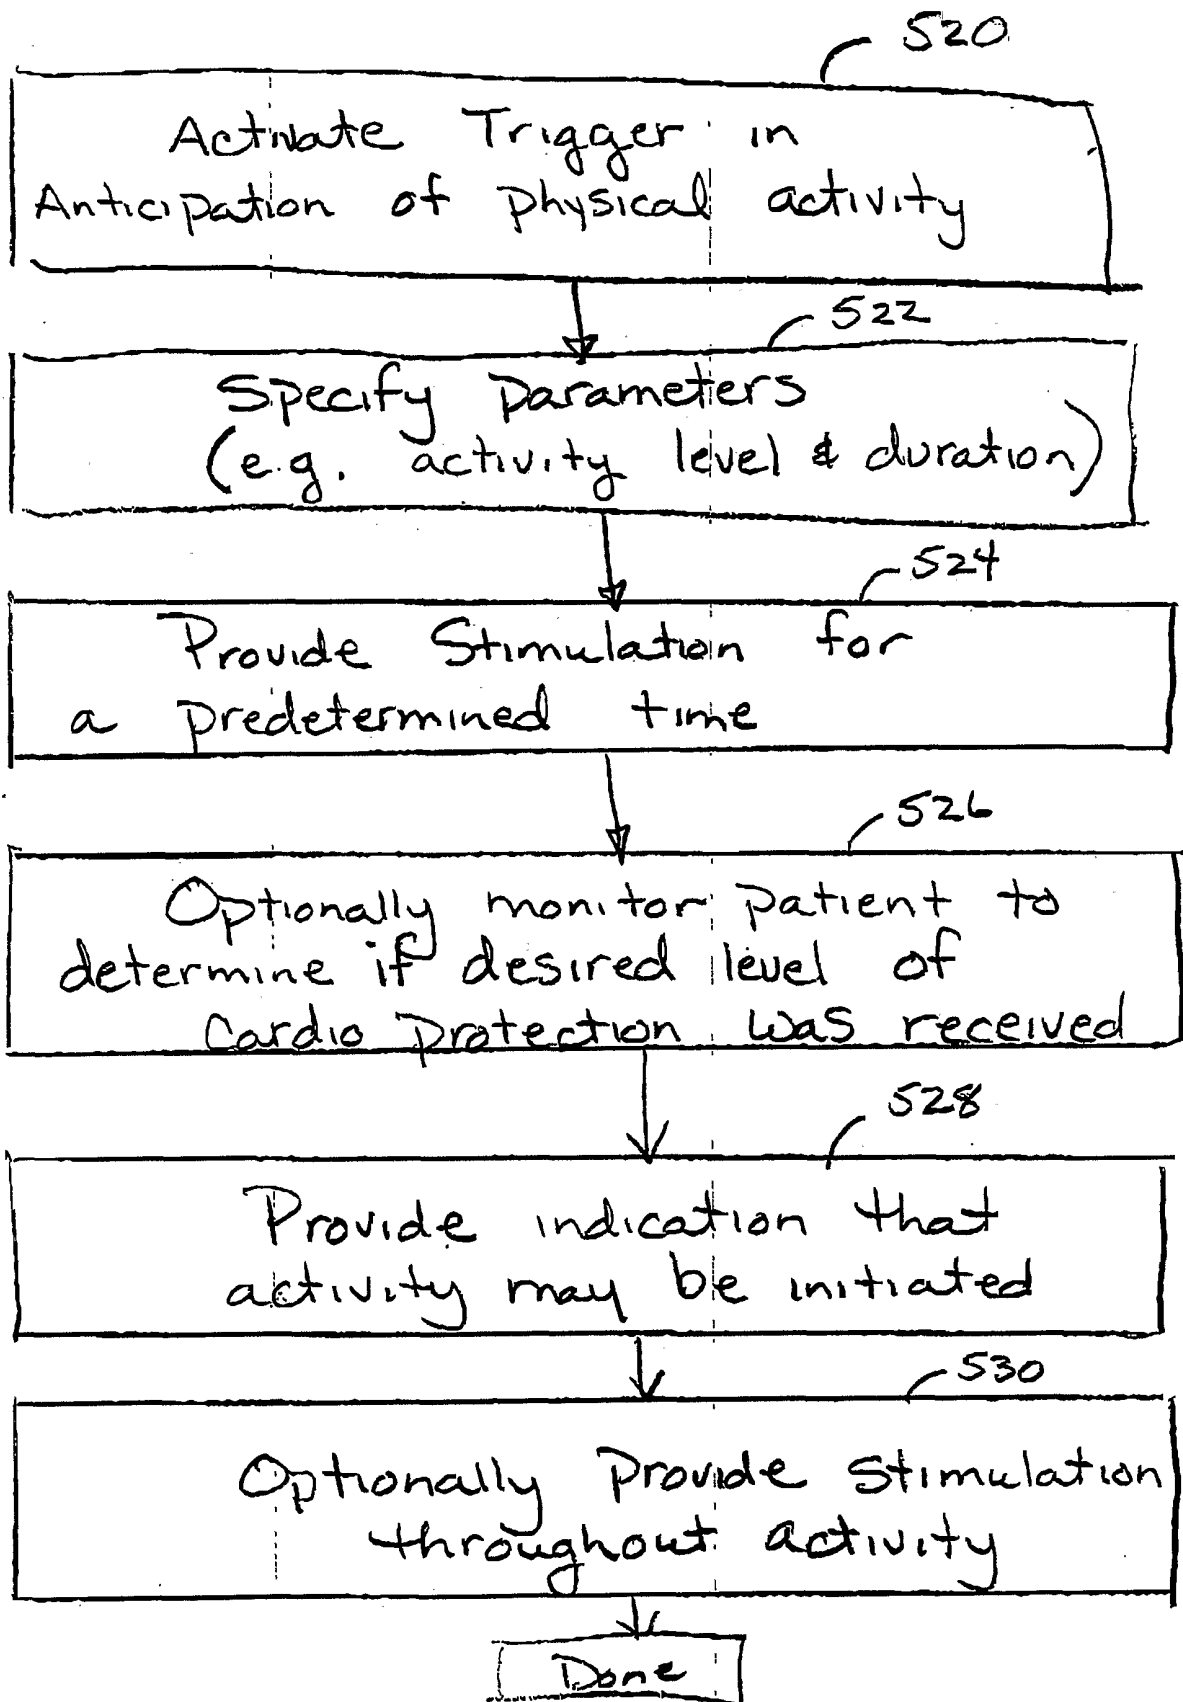 520
Activate Trigger in
Anticipation of physical activity
522
Specify Parameters
(e.g. activity level & duration)
524
Provide Stimulation for
a predetermined time
526
Optionally monitor patient to
determine if desired level of
Cardio Protection was received
528
Provide indication that
activity may be initiated
530
Optionally Provide Stimulation
throughout activity
Done